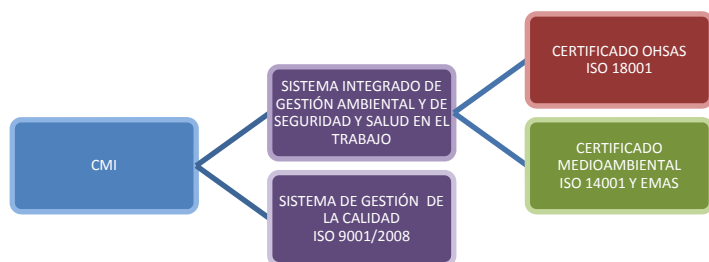 CMI
SISTEMA INTEGRADO DE
GESTIÓN AMBIENTAL Y DE
SEGURIDAD Y SALUD EN EL
TRABAJO
SISTEMA DE GESTIÓN DE
LA CALIDAD
ISO 9001/2008
CERTIFICADO OHSAS
ISO 18001
CERTIFICADO
MEDIOAMBIENTAL
ISO 14001 Y EMAS